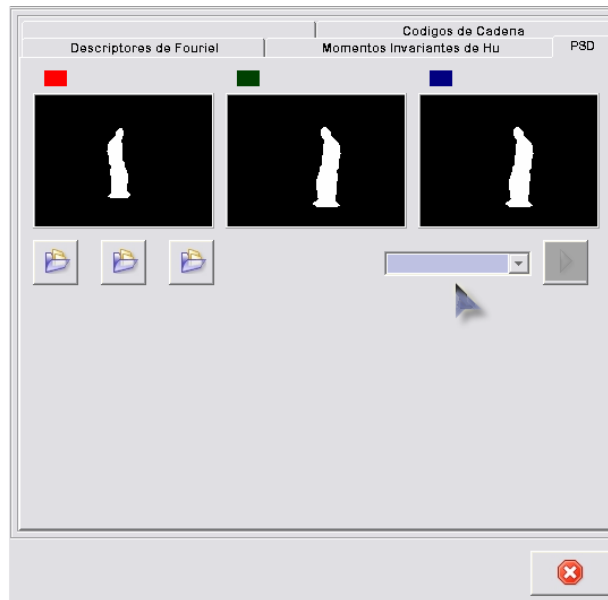 Codigos de Cadena
Descriptores de Fouriel
Momentos Invariantes de Hu
PSD